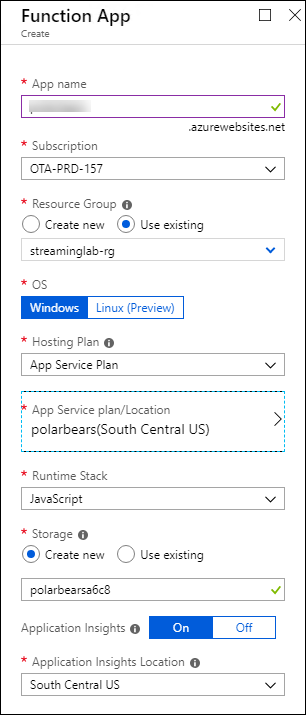 Function App
Create
* App name
.azurewebsites.net
* Subscription
OTA-PRD-157
* Resource Group
Create new Use existing
streaminglab-rg
* OS
Windows Linux (Preview)
* Hosting Plan
App Service Plan
* App Service plan/Location
polarbears(South Central US)
* Runtime Stack
JavaScript
* Storage
Create new Use existing
polarbearsa6c8
Application Insights On Off
* Application Insights Location
South Central US